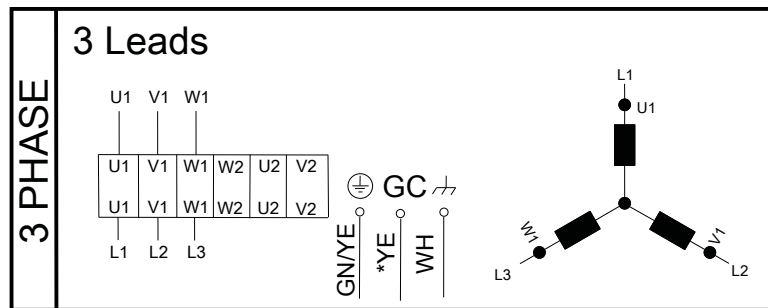 3 PHASE
3 Leads
U1 V1 W1
U1 V1 W1 W2 U2 V2
U1 V1 W1 W2 U2 V2
L1 L2 L3
GC
GN/YE
*YE
WH
L1
U1
W1
V1
L3
L2